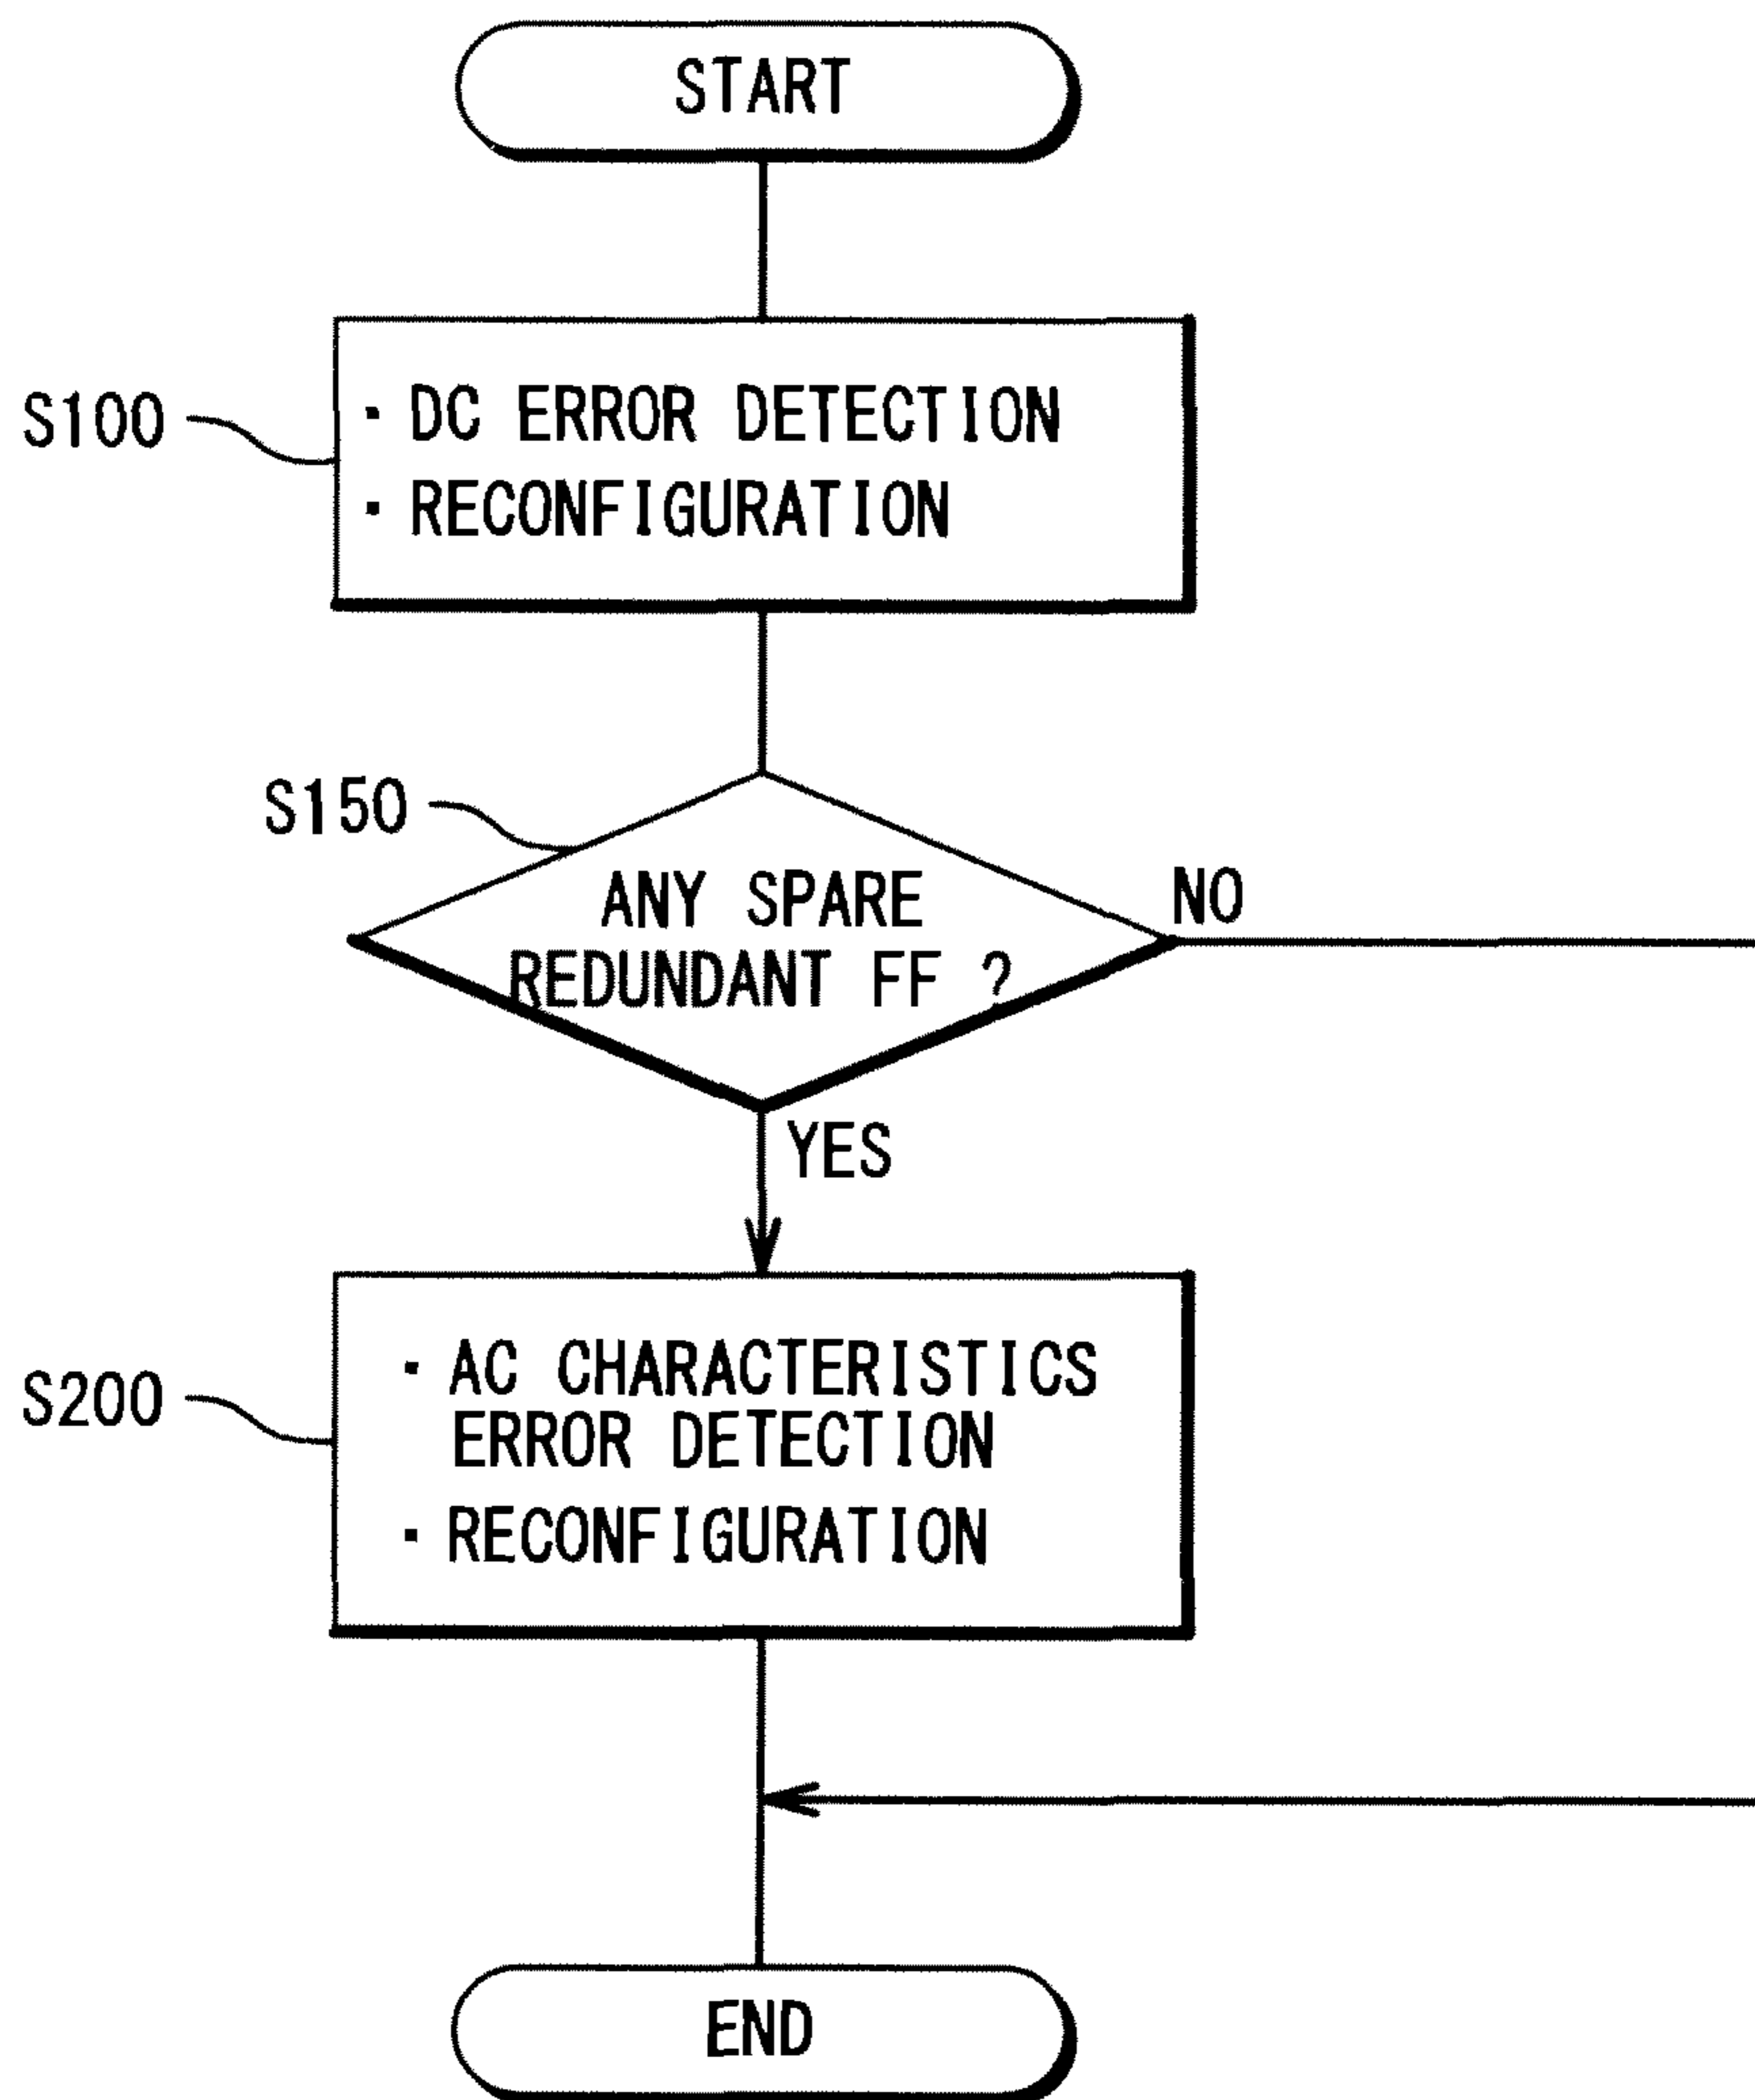 START
S100
・DC ERROR DETECTION
・RECONFIGURATION
S150
ANY SPARE
REDUNDANT FF ?
NO
YES
S200
・AC CHARACTERISTICS
ERROR DETECTION
・RECONFIGURATION
END